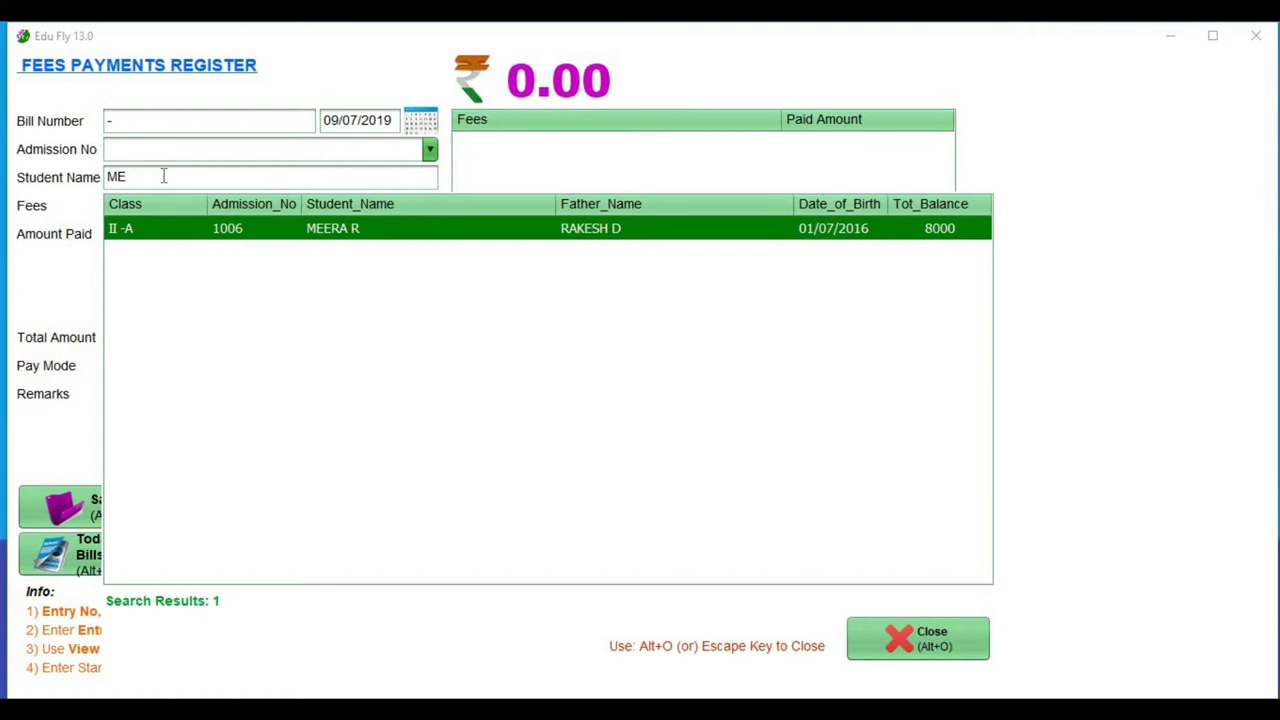 Edu Fly 13.0
FEES PAYMENTS REGISTER
₹ 0.00
Bill Number - 09/07/2019
Fees Paid Amount
Admission No
Student Name ME
Class Admission_No Student_Name Father_Name Date_of_Birth Tot_Balance
II -A 1006 MEERA R RAKESH D 01/07/2016 8000
Fees
Amount Paid
Total Amount
Pay Mode
Remarks
Bills
Info:
1) Entry No,
2) Enter
3) Use View
4) Enter
Search Results: 1
Use: Alt+O (or) Escape Key to Close
Close
(Alt+O)